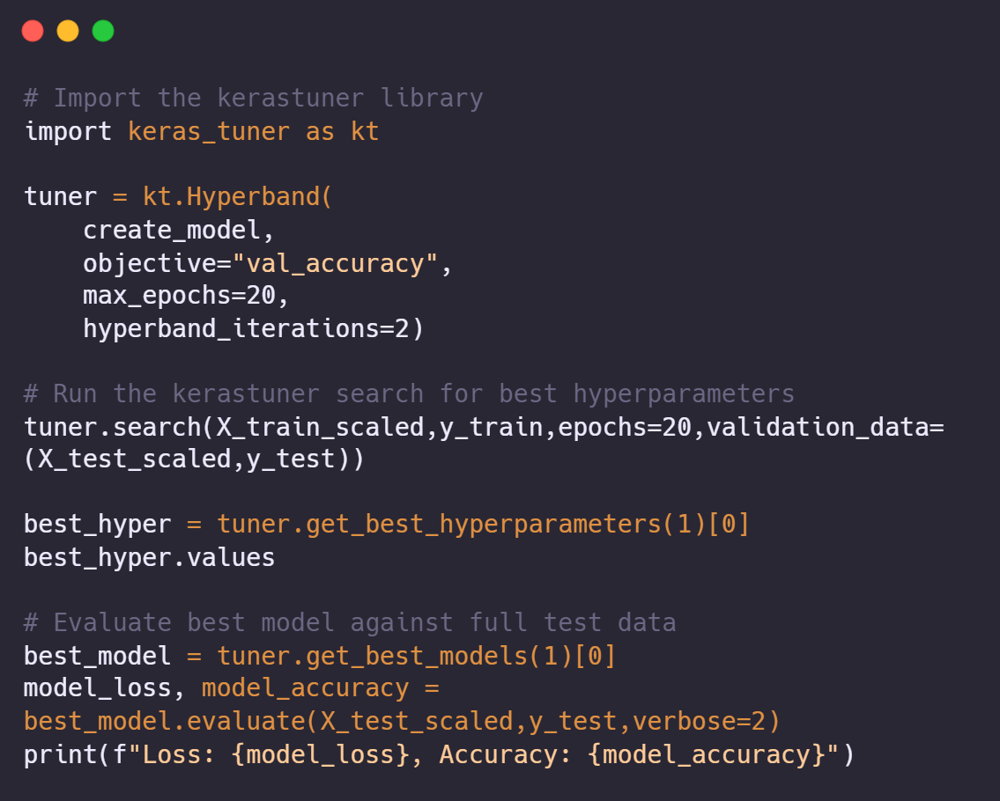 # Import the kerastuner library
import keras_tuner as kt

tuner = kt.Hyperband(
    create_model,
    objective="val_accuracy",
    max_epochs=20,
    hyperband_iterations=2)

# Run the kerastuner search for best hyperparameters
tuner.search(X_train_scaled,y_train,epochs=20,validation_data=
(X_test_scaled,y_test))

best_hyper = tuner.get_best_hyperparameters(1)[0]
best_hyper.values

# Evaluate best model against full test data
best_model = tuner.get_best_models(1)[0]
model_loss, model_accuracy =
best_model.evaluate(X_test_scaled,y_test,verbose=2)
print(f"Loss: {model_loss}, Accuracy: {model_accuracy}")